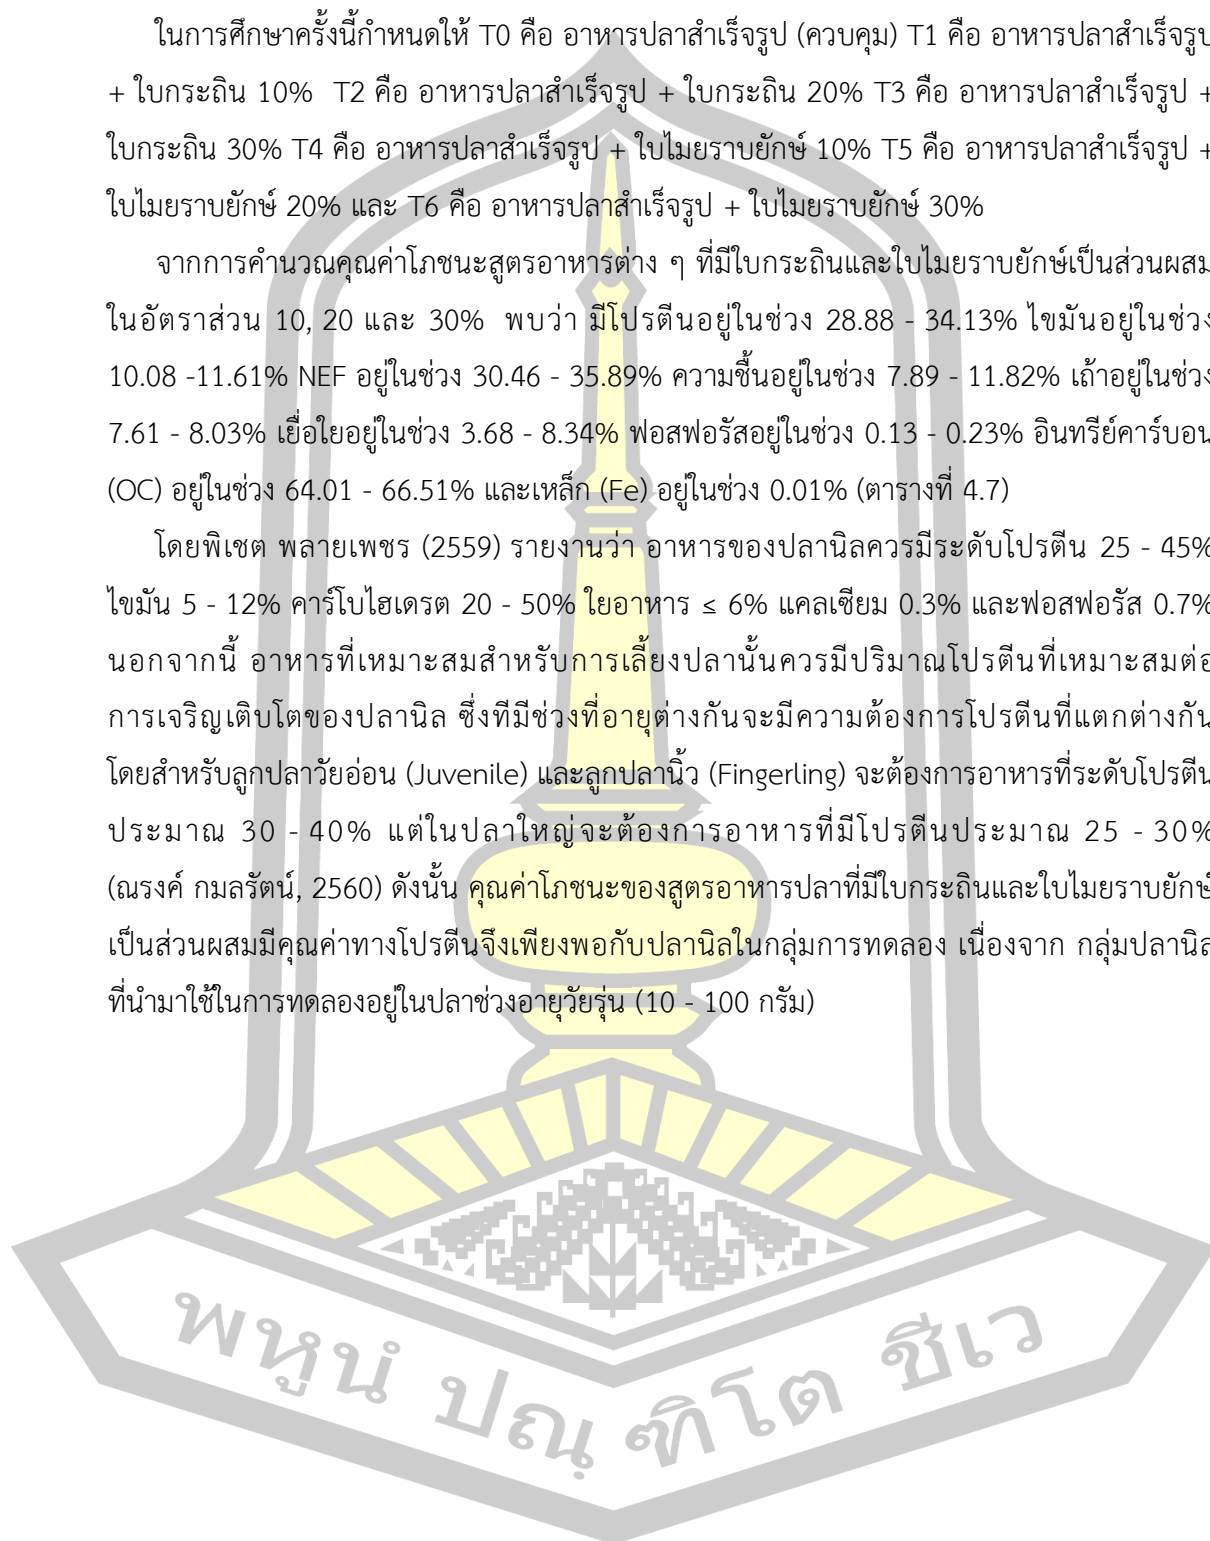 ในการศึกษาครั้งนี้กำหนดให้ T0 คือ อาหารปลาสำเร็จรูป (ควบคุม) T1 คือ อาหารปลาสำเร็จรูป
+ ใบกระถิน 10% T2 คือ อาหารปลาสำเร็จรูป + ใบกระถิน 20% T3 คือ อาหารปลาสำเร็จรูป +
ใบกระถิน 30% T4 คือ อาหารปลาสำเร็จรูป + ใบไมยราบยักษ์ 10% T5 คือ อาหารปลาสำเร็จรูป +
ใบไมยราบยักษ์ 20% และ T6 คือ อาหารปลาสำเร็จรูป + ใบไมยราบยักษ์ 30%
จากการคำนวณคุณค่าโภชนะสูตรอาหารต่าง ๆ ที่มีใบกระถินและใบไมยราบยักษ์เป็นส่วนผสม
ในอัตราส่วน 10, 20 และ 30% พบว่า มีโปรตีนอยู่ในช่วง 28.88 - 34.13% ไขมันอยู่ในช่วง
10.08 -11.61% NEF อยู่ในช่วง 30.46 - 35.89% ความชื้นอยู่ในช่วง 7.89 - 11.82% เถ้าอยู่ในช่วง
7.61 - 8.03% เยื่อใยอยู่ในช่วง 3.68 - 8.34% ฟอสฟอรัสอยู่ในช่วง 0.13 - 0.23% อินทรีย์คาร์บอน
(OC) อยู่ในช่วง 64.01 - 66.51% และเหล็ก (Fe) อยู่ในช่วง 0.01% (ตารางที่ 4.7)
โดยพิเชต พลายเพชร (2559) รายงานว่า อาหารของปลานิลควรมีระดับโปรตีน 25 - 45%
ไขมัน 5 - 12% คาร์โบไฮเดรต 20 - 50% ใยอาหาร ≤ 6% แคลเซียม 0.3% และฟอสฟอรัส 0.7%
นอกจากนี้ อาหารที่เหมาะสมสำหรับการเลี้ยงปลานั้นควรมีปริมาณโปรตีนที่เหมาะสมต่อ
การเจริญเติบโตของปลานิล ซึ่งทีมีช่วงที่อายุต่างกันจะมีความต้องการโปรตีนที่แตกต่างกัน
โดยสำหรับลูกปลาวัยอ่อน (Juvenile) และลูกปลานิ้ว (Fingerling) จะต้องการอาหารที่ระดับโปรตีน
ประมาณ 30 - 40% แต่ในปลาใหญ่จะต้องการอาหารที่มีโปรตีนประมาณ 25 - 30%
(ณรงค์ กมลรัตน์, 2560) ดังนั้น คุณค่าโภชนะของสูตรอาหารปลาที่มีใบกระถินและใบไมยราบยักษ์
เป็นส่วนผสมมีคุณค่าทางโปรตีนจึงเพียงพอกับปลานิลในกลุ่มการทดลอง เนื่องจาก กลุ่มปลานิล
ที่นำมาใช้ในการทดลองอยู่ในปลาช่วงอายุวัยรุ่น (10 - 100 กรัม)
พหูนํ ปณฺฑิโต ชีเว